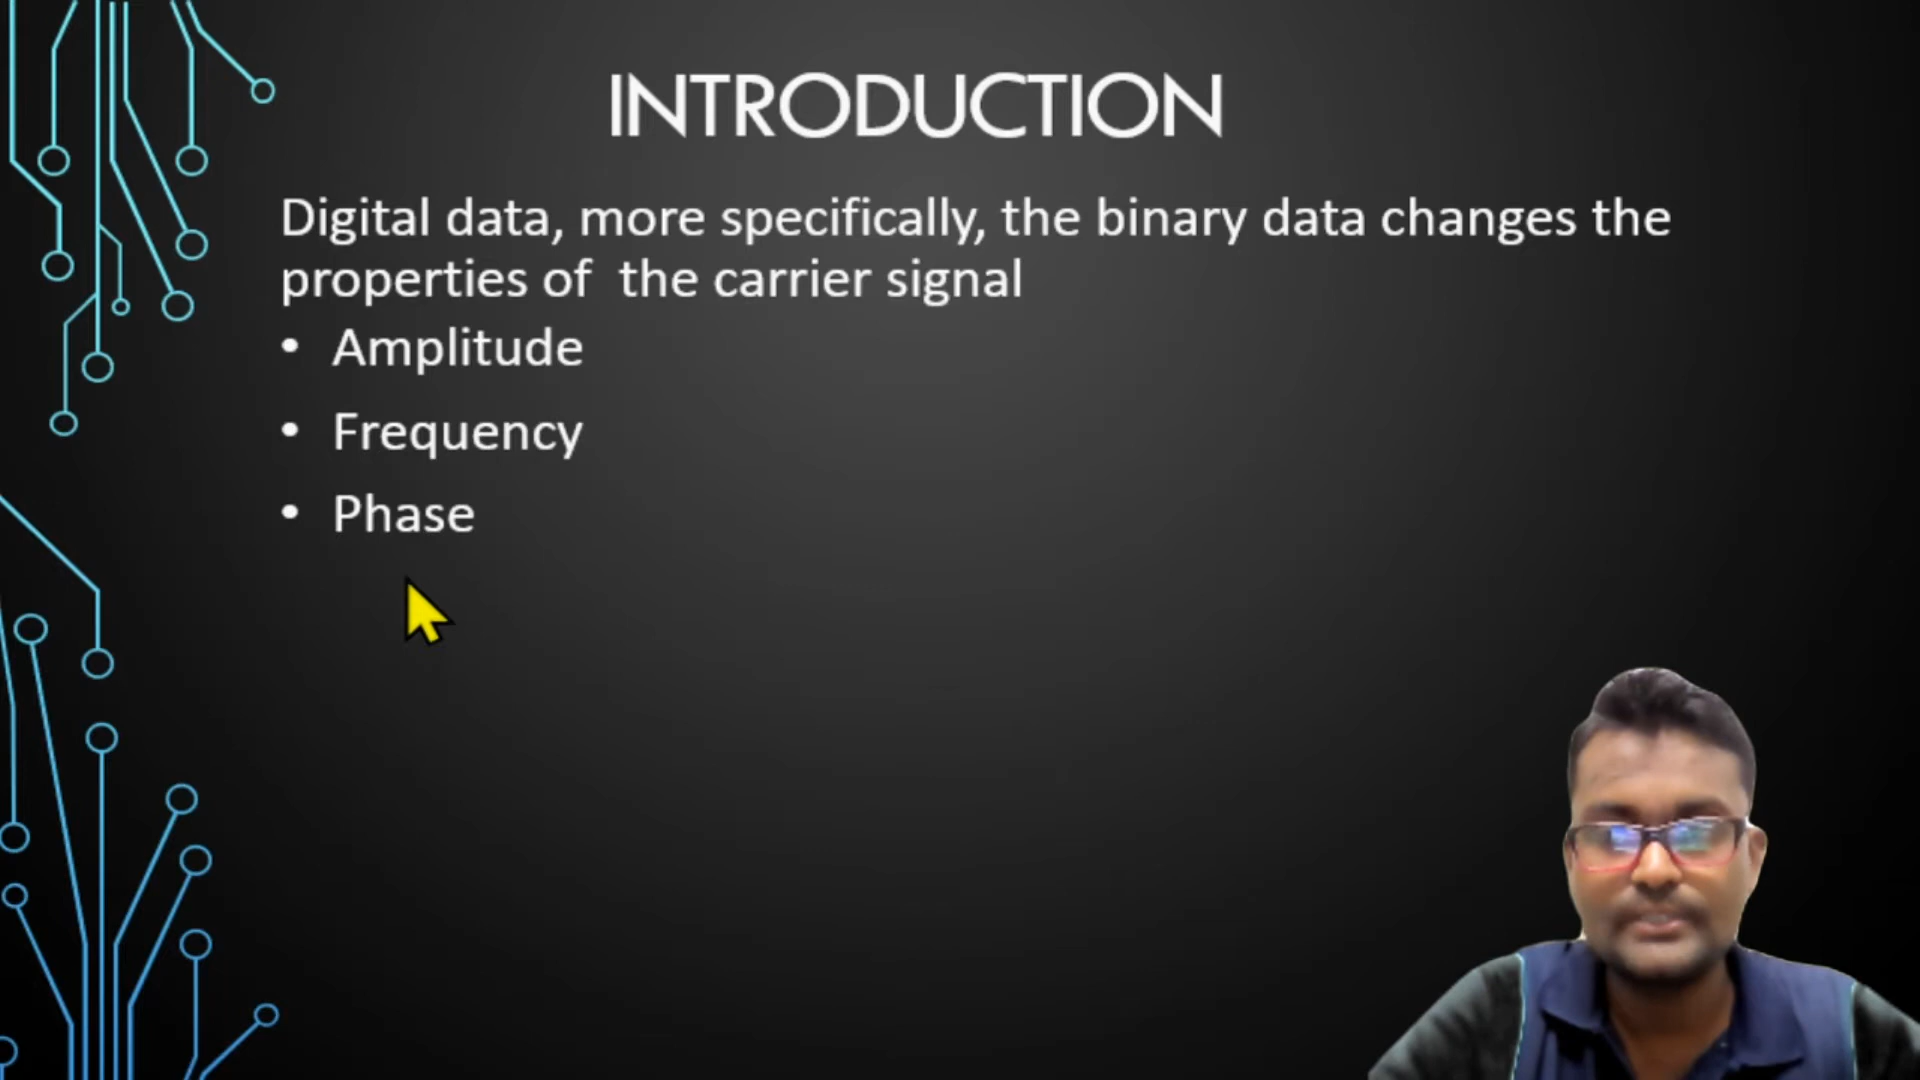 INTRODUCTION
Digital data, more specifically, the binary data changes the
properties of  the carrier signal
• Amplitude
• Frequency
• Phase